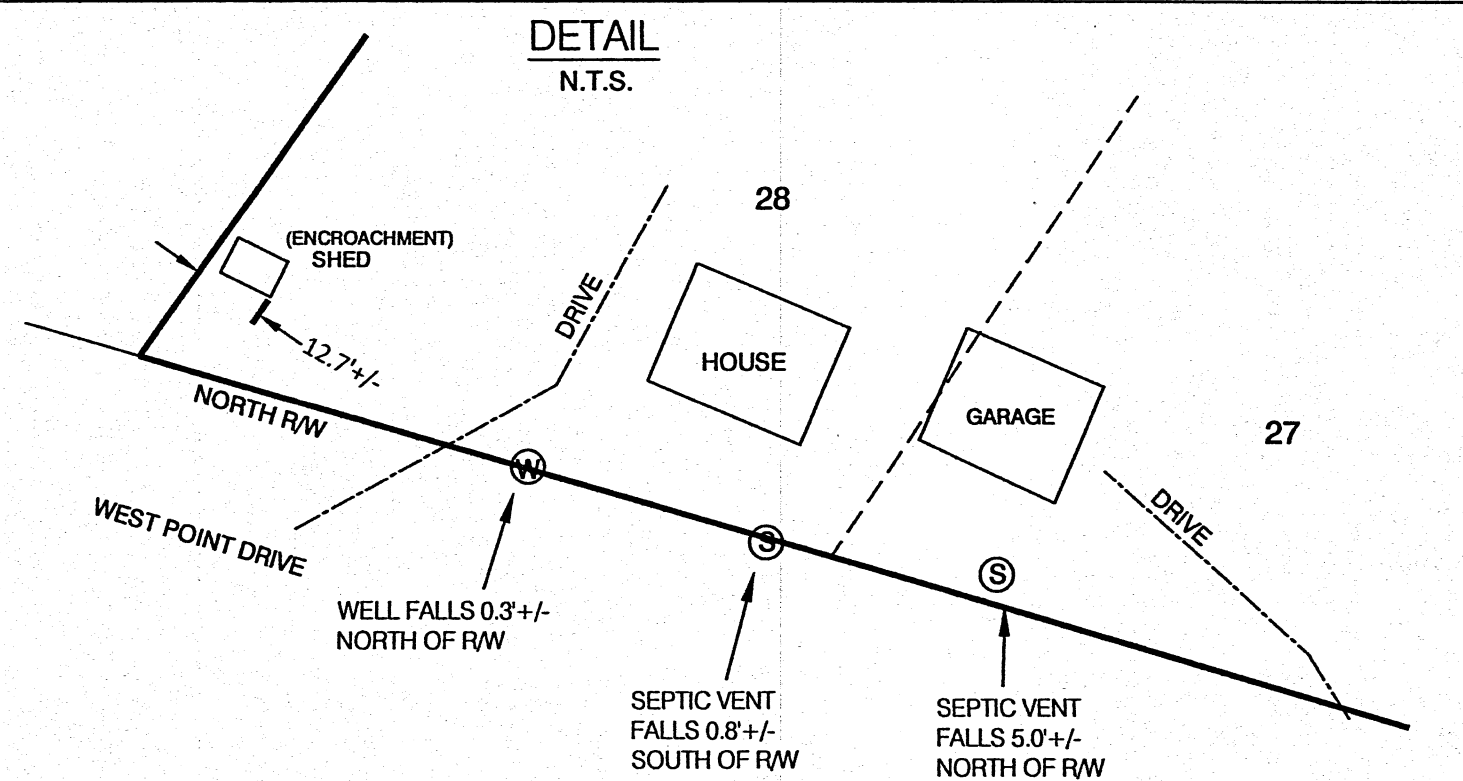 DETAIL
N.T.S.
28
(ENCROACHMENT)
SHED
DRIVE
12.7'+/-
HOUSE
NORTH R/W
GARAGE
27
W
WEST POINT DRIVE
DRIVE
S
S
WELL FALLS 0.3'+/-
NORTH OF R/W
SEPTIC VENT
FALLS 0.8'+/-
SOUTH OF R/W
SEPTIC VENT
FALLS 5.0'+/-
NORTH OF R/W